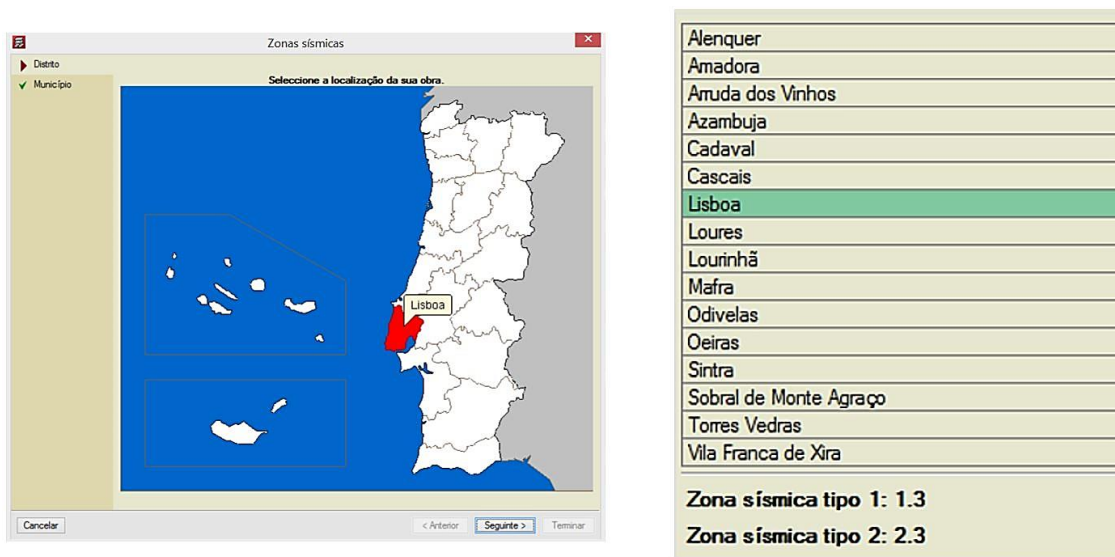 Zonas sísmicas
Distrito
Município
Seleccione a localização da sua obra.
Lisboa
Cancelar
< Anterior
Seguinte >
Terminar
Alenquer
Amadora
Arruda dos Vinhos
Azambuja
Cadaval
Cascais
Lisboa
Loures
Lourinhã
Mafra
Odivelas
Oeiras
Sintra
Sobral de Monte Agraço
Torres Vedras
Vila Franca de Xira
Zona sísmica tipo 1: 1.3
Zona sísmica tipo 2: 2.3